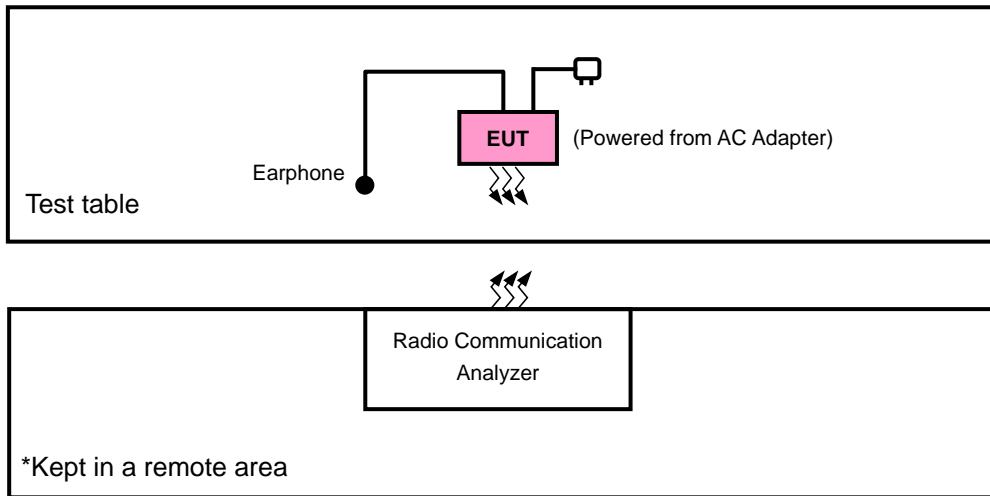 EUT
(Powered from AC Adapter)
Earphone
Test table
Radio Communication
Analyzer
*Kept in a remote area